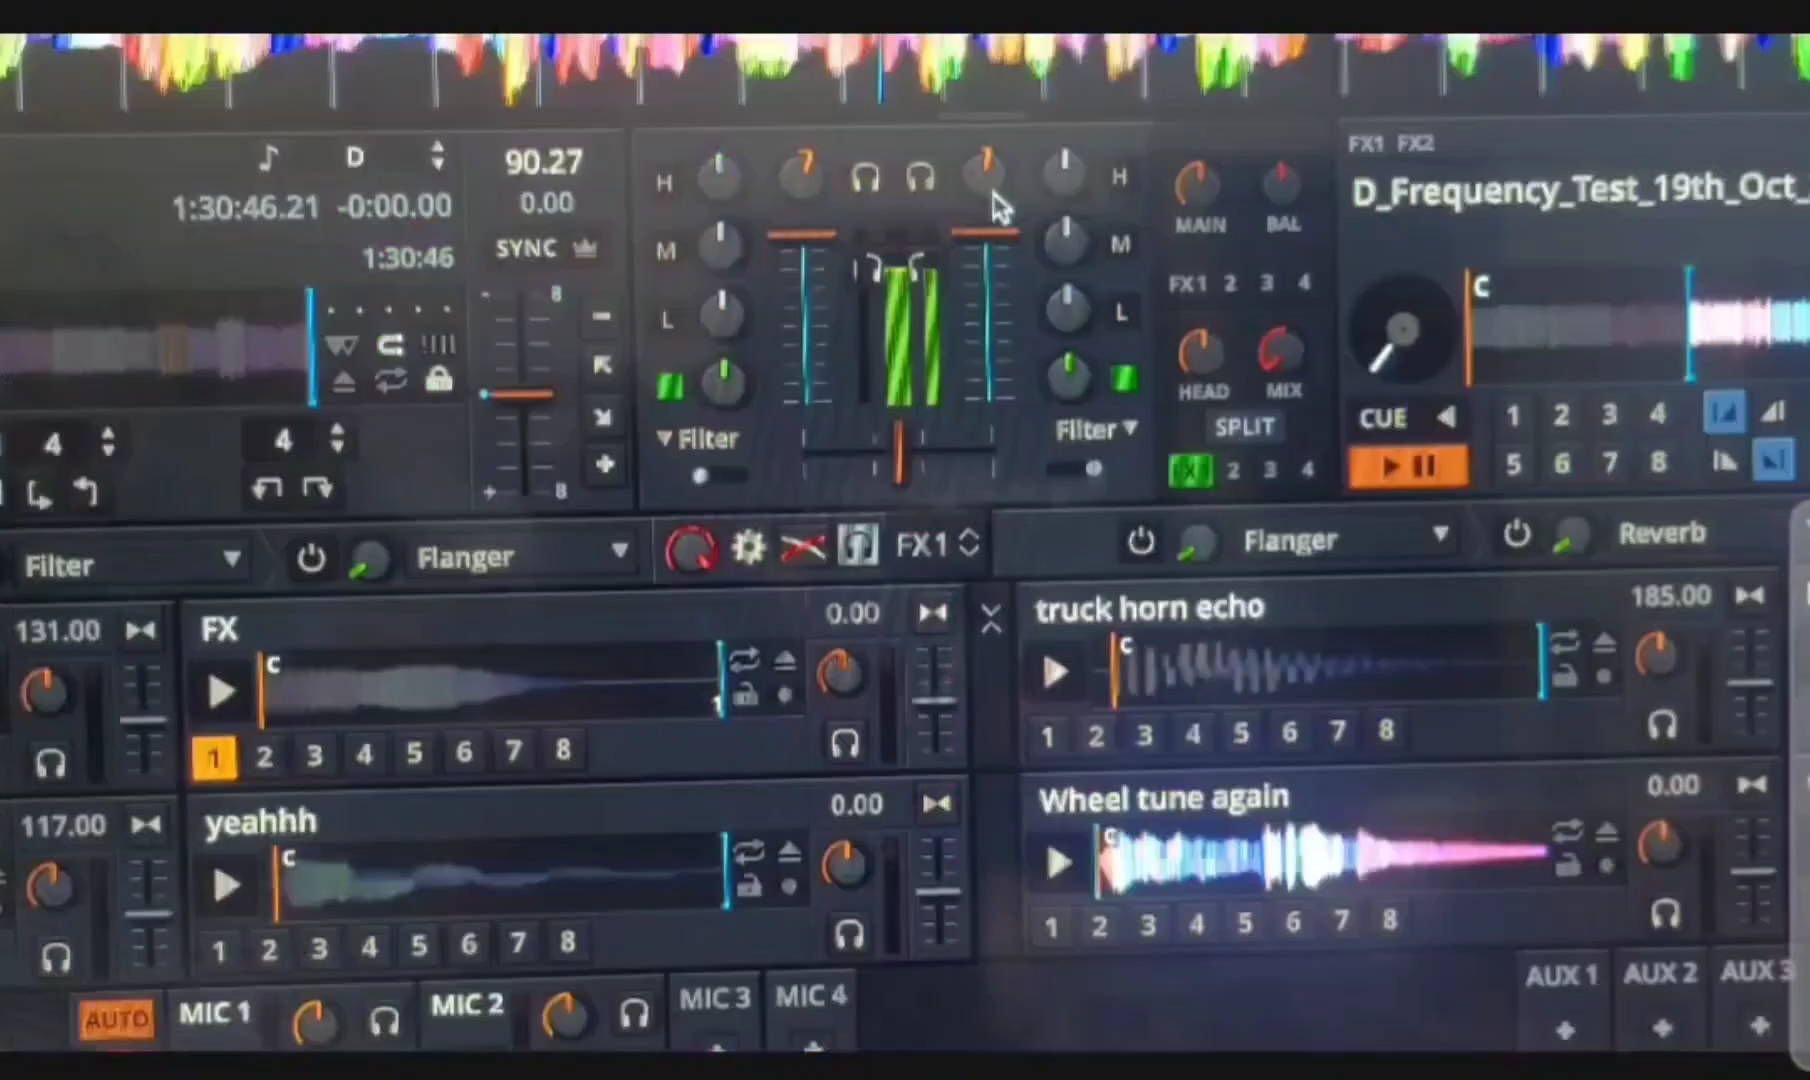 D
90.27
1:30:46.21 -0:00.00
0.00
1:30:46
SYNC
8
8
4
4
H
M
L
Filter
H
M
L
Filter
MAIN BAL
FX1 2 3 4
HEAD MIX
SPLIT
FX1 2 3 4
FX1 FX2
D_Frequency_Test_19th_Oct_
C
CUE
1 2 3 4
5 6 7 8
Filter
Flanger
FX1
Flanger
Reverb
131.00
FX
0.00
C
1 2 3 4 5 6 7 8
truck horn echo
185.00
C
1 2 3 4 5 6 7 8
117.00
yeahhh
0.00
C
1 2 3 4 5 6 7 8
Wheel tune again
0.00
C
1 2 3 4 5 6 7 8
AUTO
MIC 1
MIC 2
MIC 3
MIC 4
AUX 1
AUX 2
AUX 3